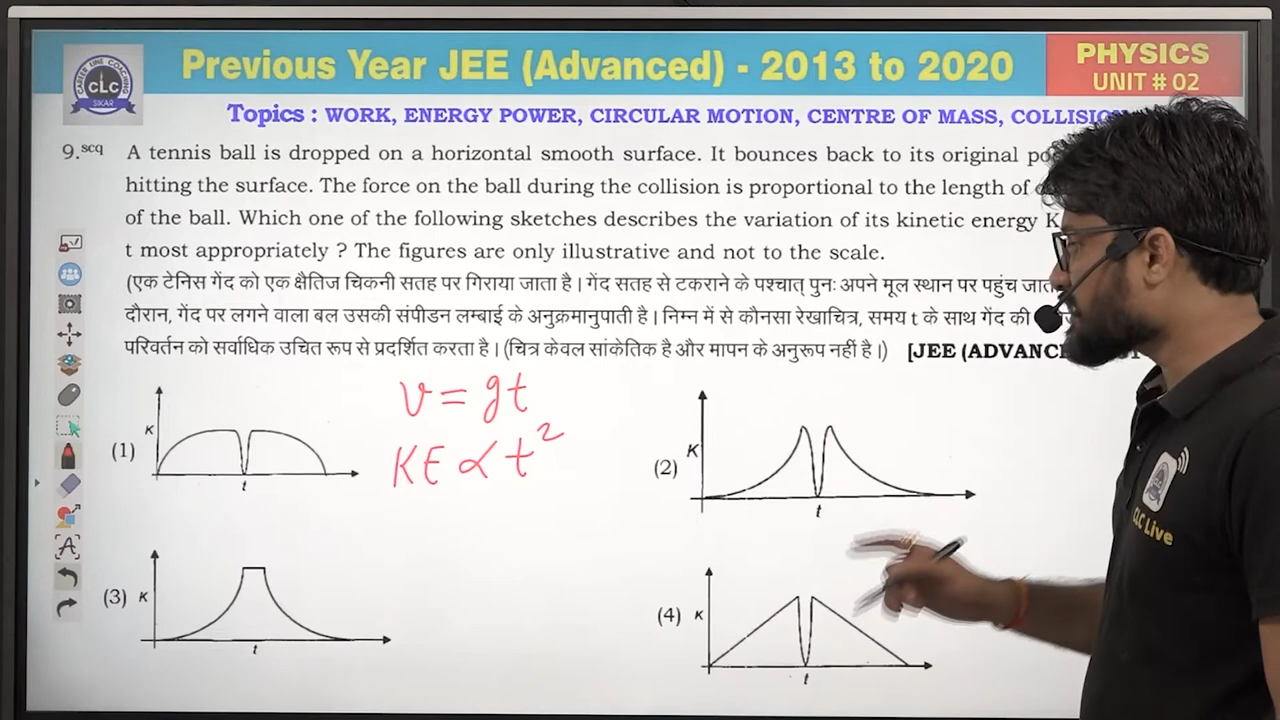 Previous Year JEE (Advanced) - 2013 to 2020
PHYSICS
UNIT # 02
CLC
SIKAR
Topics : WORK, ENERGY POWER, CIRCULAR MOTION, CENTRE OF MASS,
9.scq A tennis ball is dropped on a horizontal smooth surface. It bounces back to its original
hitting the surface. The force on the ball during the collision is proportional to the length of
of the ball. Which one of the following sketches describes the variation of its kinetic energy K
t most appropriately ? The figures are only illustrative and not to the scale.
(एक टेनिस गेंद को एक क्षैतिज चिकनी सतह पर गिराया जाता है। गेंद सतह से टकराने के पश्चात् पुनः अपने मूल स्थान पर पहुंच
दौरान, गेंद पर लगने वाला बल उसकी संपीडन लम्बाई के अनुक्रमानुपाती है। निम्न में से कौनसा रेखाचित्र, समय t के साथ गेंद की
परिवर्तन को सर्वाधिक उचित रूप से प्रदर्शित करता है। (चित्र केवल सांकेतिक है और मापन के अनुरूप नहीं है।) [JEE
v = gt
KE ∝ t²
(1) K
t
(2) K
t
(3) K
t
(4) K
t
CLC Live